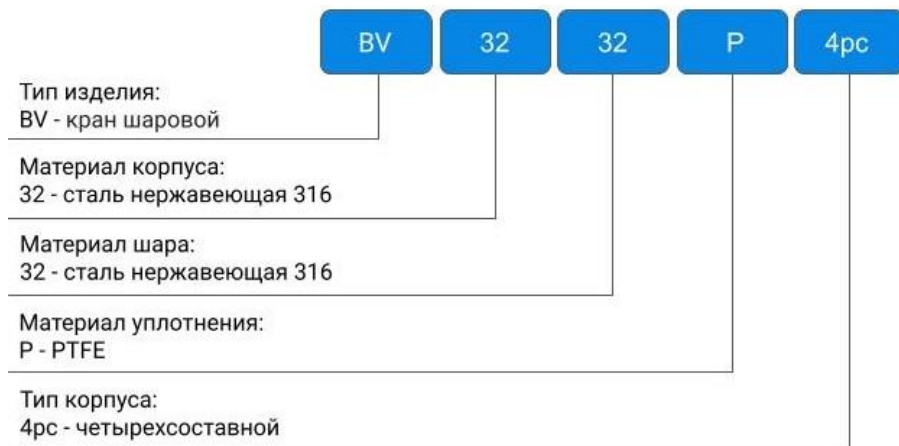 BV 32 32 P 4pc
Тип изделия:
BV - кран шаровой
Материал корпуса:
32 - сталь нержавеющая 316
Материал шара:
32 - сталь нержавеющая 316
Материал уплотнения:
P - PTFE
Тип корпуса:
4pc - четырехсоставной